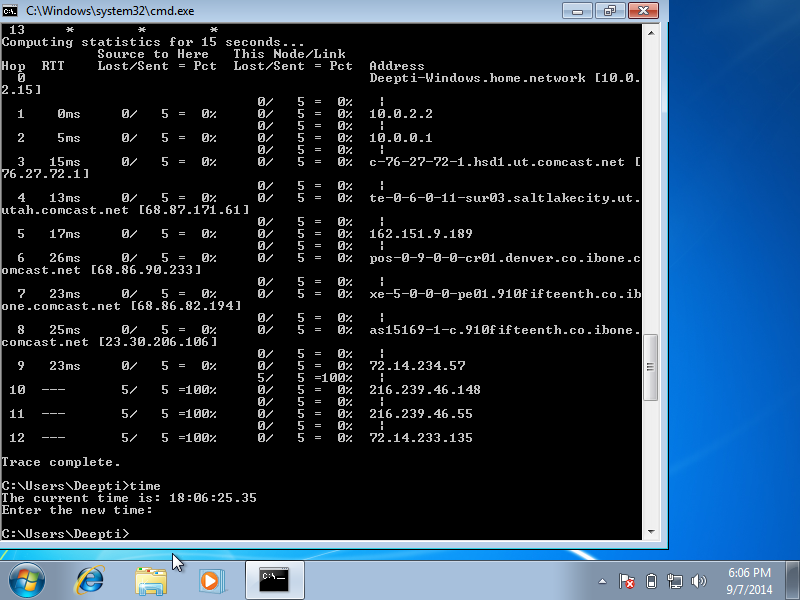 C:\Windows\system32\cmd.exe
13     *        *        *
Computing statistics for 15 seconds...
            Source to Here   This Node/Link
Hop  RTT    Lost/Sent = Pct  Lost/Sent = Pct  Address
  0                                           Deepti-Windows.home.network [10.0.
2.15]
                                0/   5 =  0%   |
  1    0ms     0/   5 =  0%     0/   5 =  0%  10.0.2.2
                                0/   5 =  0%   |
  2    5ms     0/   5 =  0%     0/   5 =  0%  10.0.0.1
                                0/   5 =  0%   |
  3   15ms     0/   5 =  0%     0/   5 =  0%  c-76-27-72-1.hsd1.ut.comcast.net [
76.27.72.1]
                                0/   5 =  0%   |
  4   13ms     0/   5 =  0%     0/   5 =  0%  te-0-6-0-11-sur03.saltlakecity.ut.
utah.comcast.net [68.87.171.61]
                                0/   5 =  0%   |
  5   17ms     0/   5 =  0%     0/   5 =  0%  162.151.9.189
                                0/   5 =  0%   |
  6   26ms     0/   5 =  0%     0/   5 =  0%  pos-0-9-0-0-cr01.denver.co.ibone.c
omcast.net [68.86.90.233]
                                0/   5 =  0%   |
  7   23ms     0/   5 =  0%     0/   5 =  0%  xe-5-0-0-0-pe01.910fifteenth.co.ib
one.comcast.net [68.86.82.194]
                                0/   5 =  0%   |
  8   25ms     0/   5 =  0%     0/   5 =  0%  as15169-1-c.910fifteenth.co.ibone.
comcast.net [23.30.206.106]
                                0/   5 =  0%   |
  9   23ms     0/   5 =  0%     0/   5 =  0%  72.14.234.57
                                5/   5 =100%   |
 10  ---       5/   5 =100%     0/   5 =  0%  216.239.46.148
                                0/   5 =  0%   |
 11  ---       5/   5 =100%     0/   5 =  0%  216.239.46.55
                                0/   5 =  0%   |
 12  ---       5/   5 =100%     0/   5 =  0%  72.14.233.135
Trace complete.
C:\Users\Deepti>time
The current time is: 18:06:25.35
Enter the new time:
C:\Users\Deepti>
C:\_
6:06 PM
9/7/2014